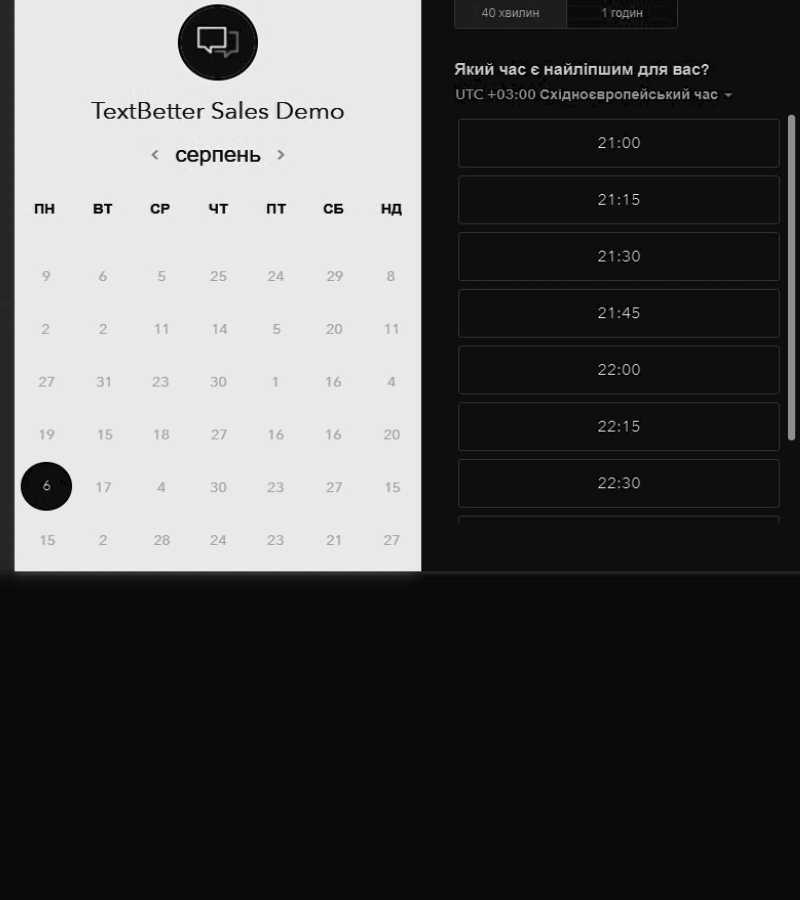 TextBetter Sales Demo
серпень
ПН ВТ СР ЧТ ПТ СБ НД
9 6 5 25 24 29 8
2 2 11 14 5 20 11
27 31 23 30 1 16 4
19 15 18 27 16 16 20
6 17 4 30 23 27 15
15 2 28 24 23 21 27
40 хвилин 1 годин
Який час є найліпшим для вас?
UTC +03:00 Східноєвропейський час
21:00
21:15
21:30
21:45
22:00
22:15
22:30